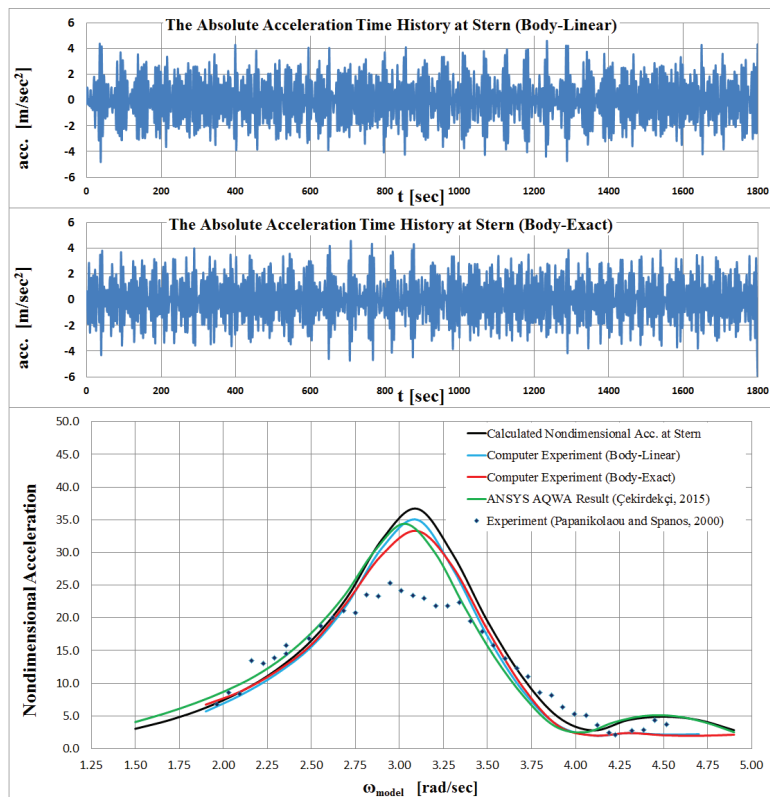 The Absolute Acceleration Time History at Stern (Body-Linear)
acc. [m/sec²]
6
4
2
0
-2
-4
-6
0 200 400 600 800 1000 1200 1400 1600 1800
t [sec]
The Absolute Acceleration Time History at Stern (Body-Exact)
acc. [m/sec²]
6
4
2
0
-2
-4
-6
0 200 400 600 800 1000 1200 1400 1600 1800
t [sec]
Nondimensional Acceleration
50.0
45.0
40.0
35.0
30.0
25.0
20.0
15.0
10.0
5.0
0.0
Calculated Nondimensional Acc. at Stern
Computer Experiment (Body-Linear)
Computer Experiment (Body-Exact)
ANSYS AQWA Result (Çekirdekçi, 2015)
Experiment (Papanikolaou and Spanos, 2000)
1.25 1.50 1.75 2.00 2.25 2.50 2.75 3.00 3.25 3.50 3.75 4.00 4.25 4.50 4.75 5.00
ωmodel [rad/sec]